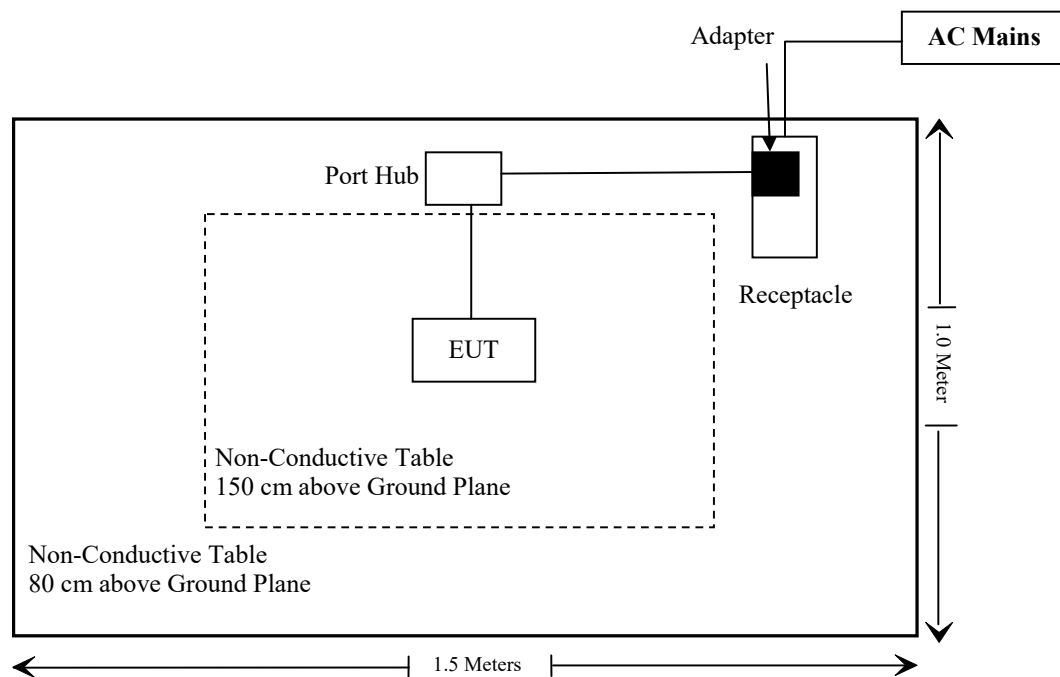 AC Mains
Adapter
Port Hub
Receptacle
EUT
1.0 Meter
Non-Conductive Table
150 cm above Ground Plane
Non-Conductive Table
80 cm above Ground Plane
1.5 Meters